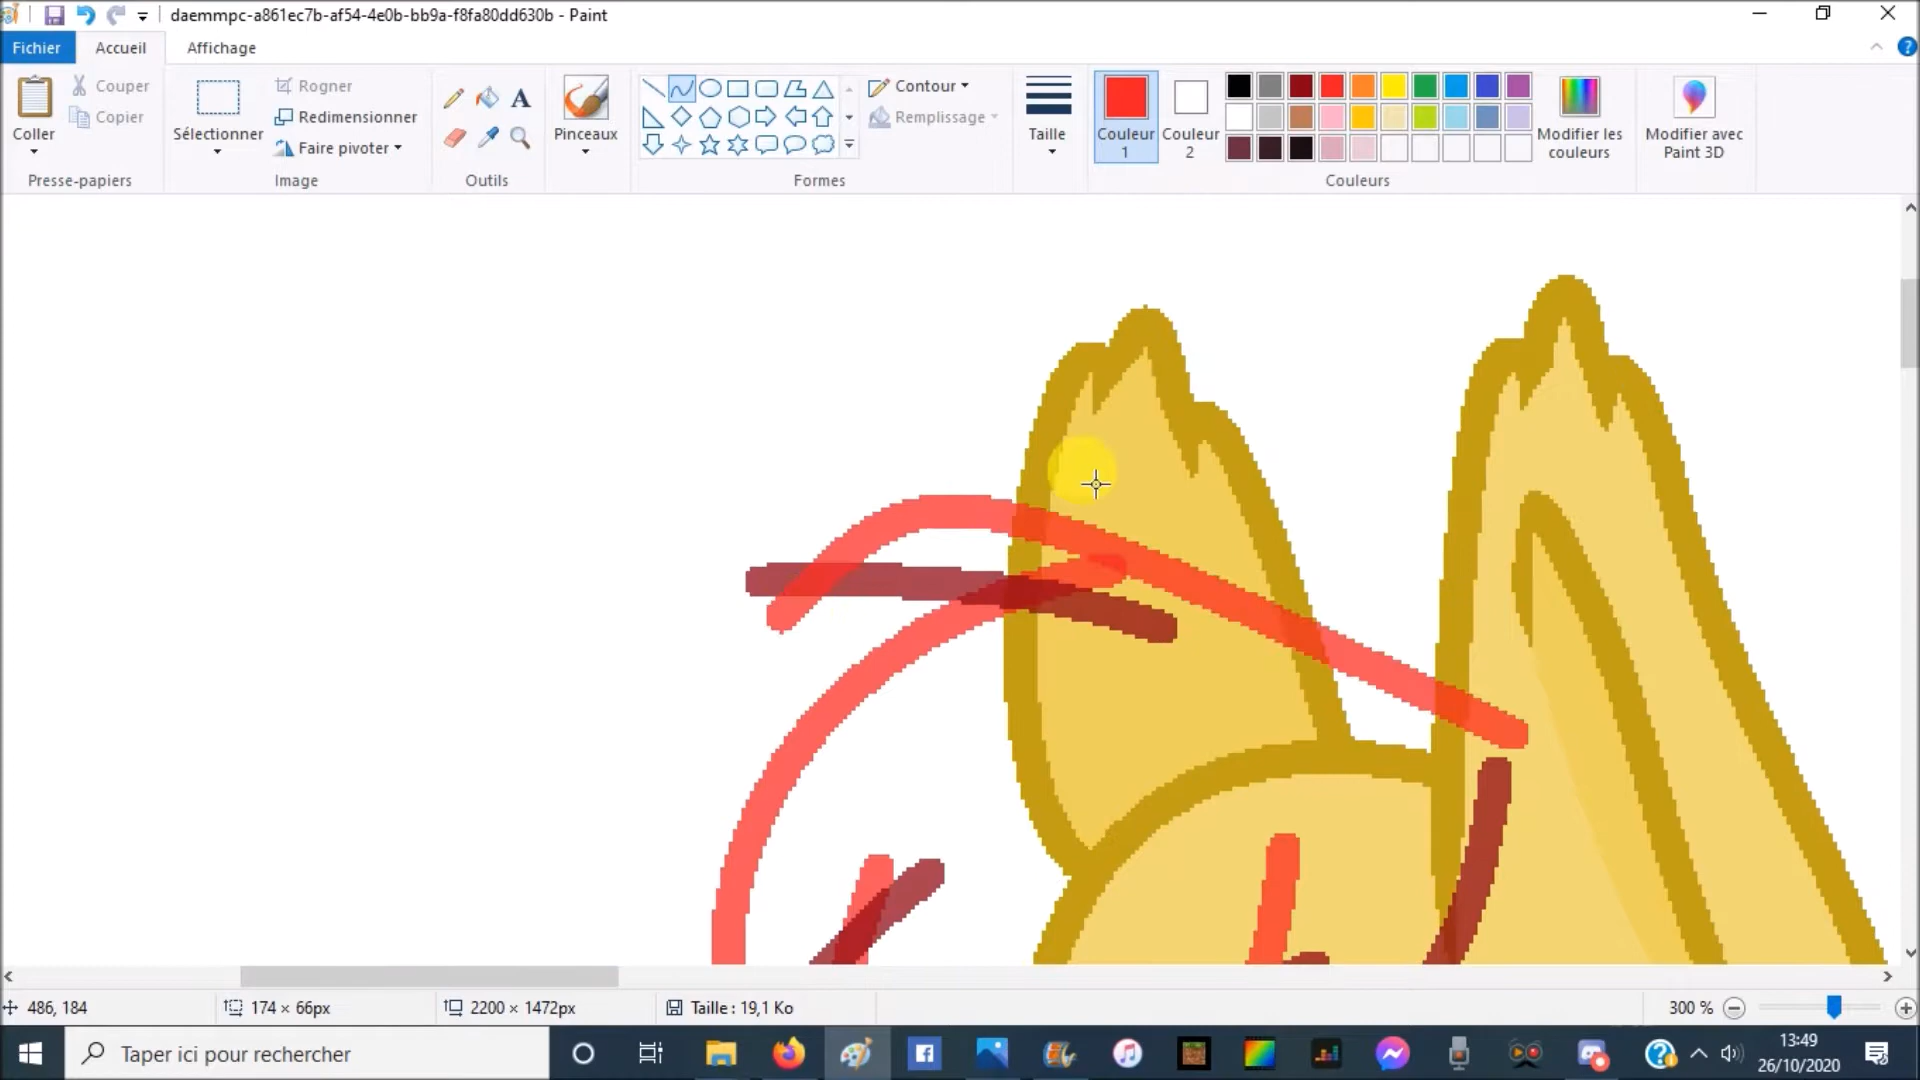 daemmpc-a861ec7b-af54-4e0b-bb9a-f8fa80dd630b - Paint
Fichier
Accueil
Affichage
Coller
Couper
Copier
Presse-papiers
Sélectionner
Rogner
Redimensionner
Faire pivoter
Image
A
Outils
Pinceaux
Contour
Remplissage
Formes
Taille
Couleur
1
Couleur
2
Modifier les
couleurs
Couleurs
Modifier avec
Paint 3D
486, 184
174 × 66px
2200 × 1472px
Taille : 19,1 Ko
300 %
Taper ici pour rechercher
13:49
26/10/2020